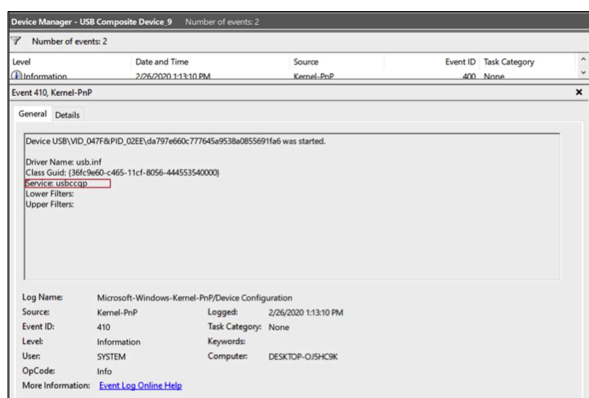 Device Manager - USB Composite Device_9 Number of events: 2
Number of events: 2
Level Date and Time Source Event ID Task Category
Information 2/26/2020 1:13:10 PM Kernel-PnP 400 None
Event 410, Kernel-PnP
General Details
Device USB\VID_047F&PID_02EE\da797e660c777645a9538a0855691fa6 was started.
Driver Name: usb.inf
Class Guid: {36fc9e60-c465-11cf-8056-444553540000}
Service: usbccgp
Lower Filters:
Upper Filters:
Log Name: Microsoft-Windows-Kernel-PnP/Device Configuration
Source: Kernel-PnP Logged: 2/26/2020 1:13:10 PM
Event ID: 410 Task Category: None
Level: Information Keywords:
User: SYSTEM Computer: DESKTOP-OJ5HC9K
OpCode: Info
More Information: Event Log Online Help